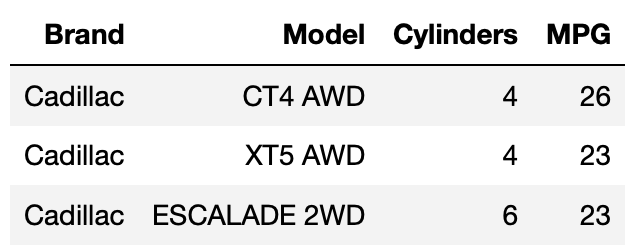 Brand Model Cylinders MPG
Cadillac CT4 AWD 4 26
Cadillac XT5 AWD 4 23
Cadillac ESCALADE 2WD 6 23